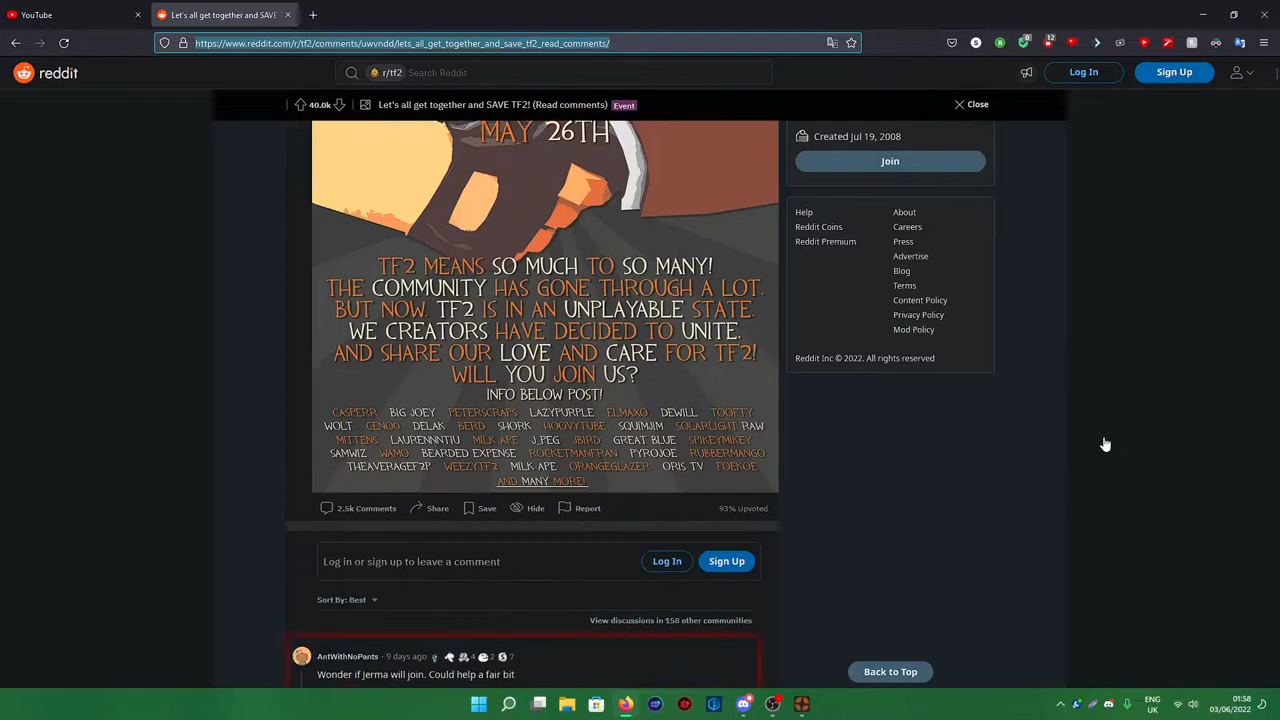 YouTube
Let's all get together and SAVE T
https://www.reddit.com/r/tf2/comments/uwvndd/lets_all_get_together_and_save_tf2_read_comments/
reddit
r/tf2 Search Reddit
Log In
Sign Up
40.0k Let's all get together and SAVE TF2! (Read comments) Event
Close
MAY 26TH
TF2 MEANS SO MUCH TO SO MANY!
THE COMMUNITY HAS GONE THROUGH A LOT.
BUT NOW. TF2 IS IN AN UNPLAYABLE STATE.
WE CREATORS HAVE DECIDED TO UNITE.
AND SHARE OUR LOVE AND CARE FOR TF2!
WILL YOU JOIN US?
INFO BELOW POST!
CASPERR BIG JOEY PETERSCRAPS LAZYPURPLE ELMAXO DEWILL TOOFTY
WOLT CENOO DELAK BERD SHORK HOOVYTUBE SQUIMJIM SOLARLIGHT RAW
MITTENS LAURENNNTIU MILK APE J_PEG JBIRD GREAT BLUE SPIKEYMIKEY
SAMWIZ WAMO BEARDED EXPENSE ROCKETMANFRAN PYROJOE RUBBERMANGO
THEAVERAGEF2P WEEZYTF2 MILK APE ORANGEGLAZER ORIS TV FOEKOE
AND MANY MORE!
2.5k Comments Share Save Hide Report 93% Upvoted
Log in or sign up to leave a comment Log In Sign Up
Sort By: Best
View discussions in 158 other communities
AntWithNoPants · 9 days ago 4 2 7
Wonder if Jerma will join. Could help a fair bit
Created Jul 19, 2008
Join
Help About
Reddit Coins Careers
Reddit Premium Press
Advertise
Blog
Terms
Content Policy
Privacy Policy
Mod Policy
Reddit Inc © 2022. All rights reserved
Back to Top
ENG
UK
01:58
03/06/2022